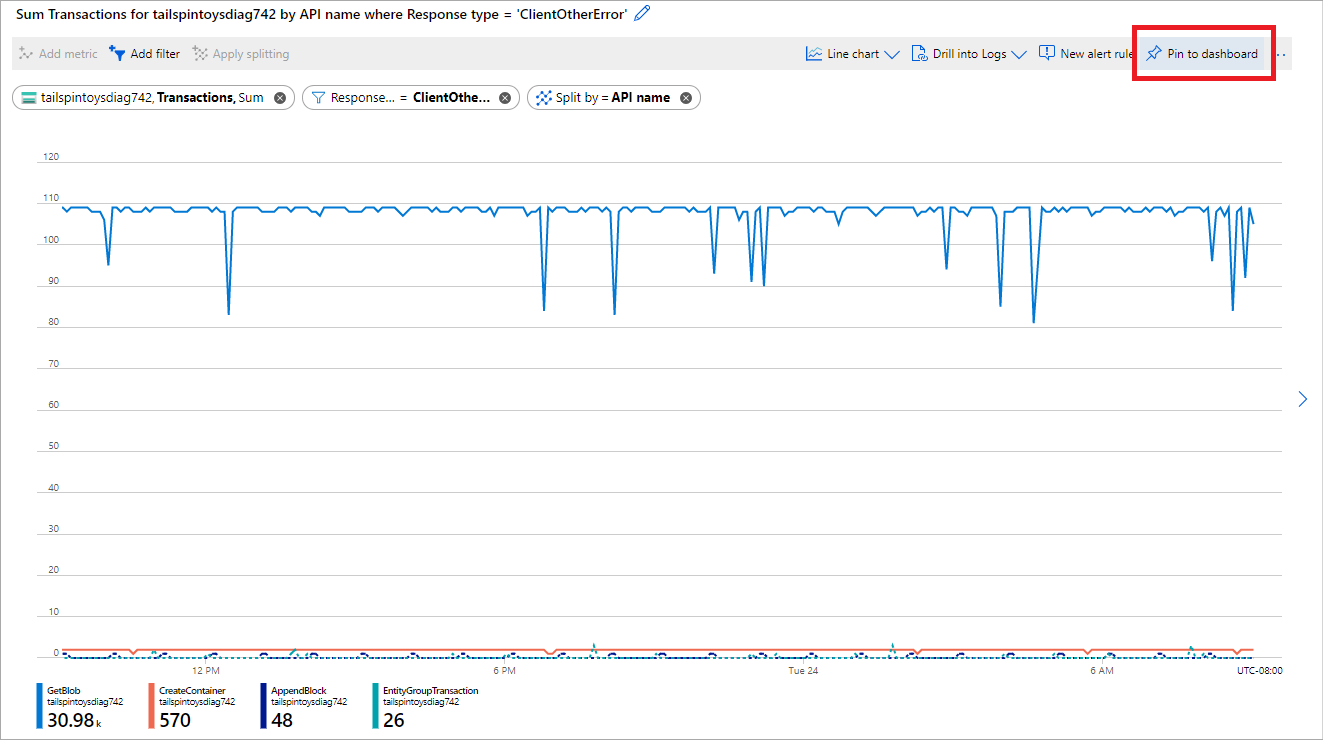 Sum Transactions for tailspintoysdiag742 by API name where Response type = 'ClientOtherError'
Add metric Add filter Apply splitting Line chart Drill into Logs New alert rule Pin to dashboard ...
tailspintoysdiag742, Transactions, Sum Response... = ClientOthe... Split by = API name
120
110
100
90
80
70
60
50
40
30
20
10
0
12 PM 6 PM Tue 24 6 AM UTC-08:00
GetBlob CreateContainer AppendBlock EntityGroupTransaction
tailspintoysdiag742 tailspintoysdiag742 tailspintoysdiag742 tailspintoysdiag742
30.98 k 570 48 26